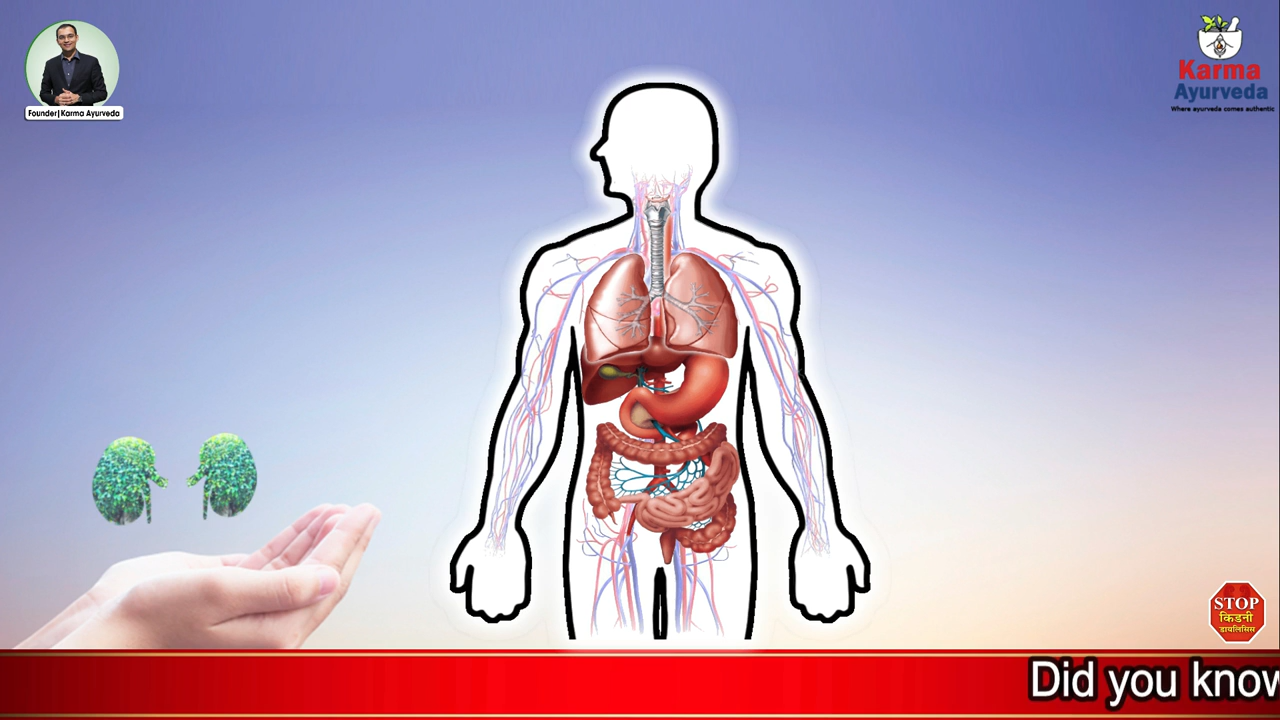 Founder|Karma Ayurveda
Karma
Ayurveda
Where ayurveda comes authentic
STOP
किडनी
डायलिसिस
Did you know